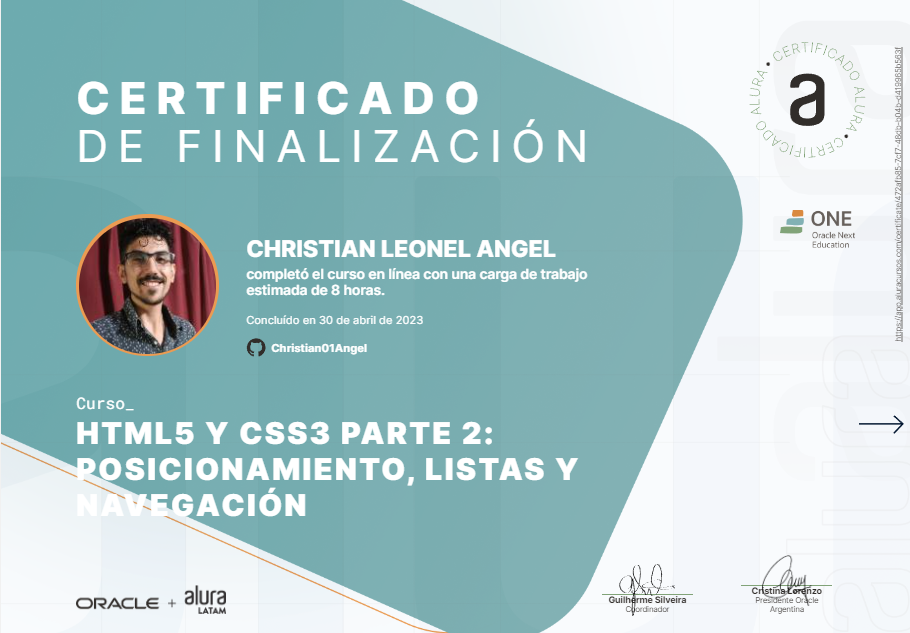 CERTIFICADO
DE FINALIZACIÓN
CERTIFICADO ALURA • CERTIFICADO ALURA •
a
ONE
Oracle Next
Education
CHRISTIAN LEONEL ANGEL
completó el curso en línea con una carga de trabajo
estimada de 8 horas.
Concluído en 30 de abril de 2023
Christian01Angel
Curso_
HTML5 Y CSS3 PARTE 2:
POSICIONAMIENTO, LISTAS Y
NAVEGACIÓN
ORACLE + alura
LATAM
Guilherme Silveira
Coordinador
Cristina Lorenzo
Presidente Oracle
Argentina